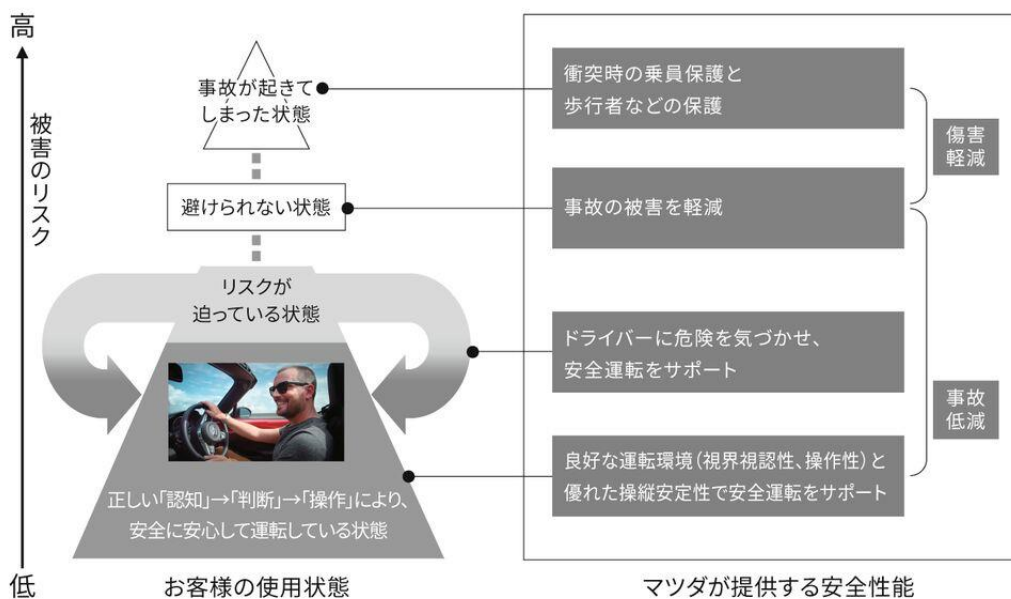 高
被害のリスク
低
事故が起きて
しまった状態
避けられない状態
リスクが
迫っている状態
正しい「認知」→「判断」→「操作」により、
安全に安心して運転している状態
お客様の使用状態
衝突時の乗員保護と
歩行者などの保護
事故の被害を軽減
ドライバーに危険を気づかせ、
安全運転をサポート
良好な運転環境(視界視認性、操作性)と
優れた操縦安定性で安全運転をサポート
傷害
軽減
事故
低減
マツダが提供する安全性能